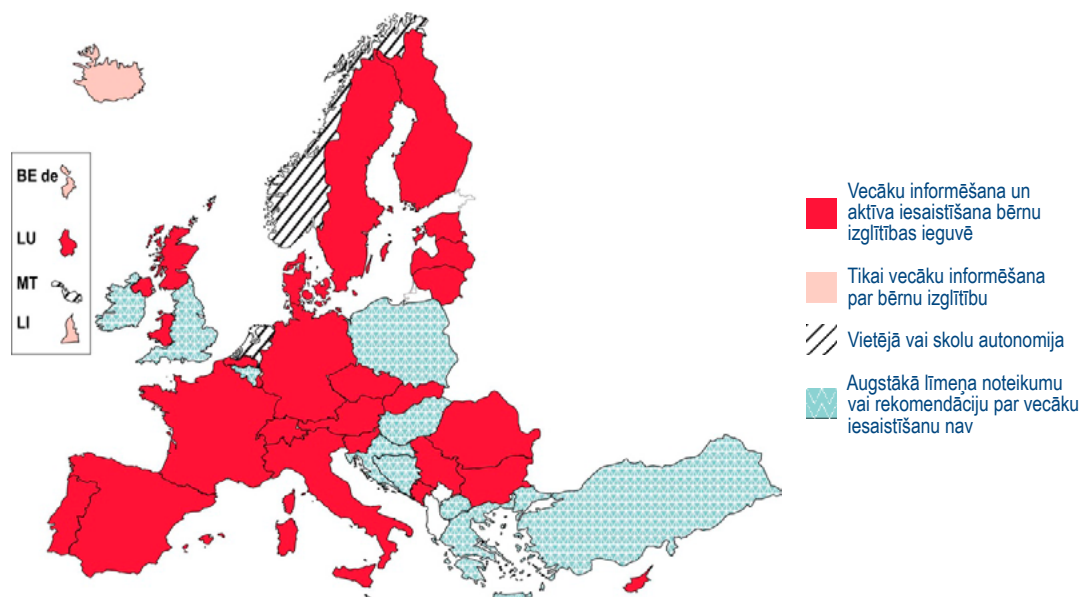 BE de
LU
MT
LI
Vecāku informēšana un
aktīva iesaistīšana bērnu
izglītības ieguvē
Tikai vecāku informēšana
par bērnu izglītību
Vietējā vai skolu autonomija
Augstākā līmeņa noteikumu
vai rekomendāciju par vecāku
iesaistīšanu nav